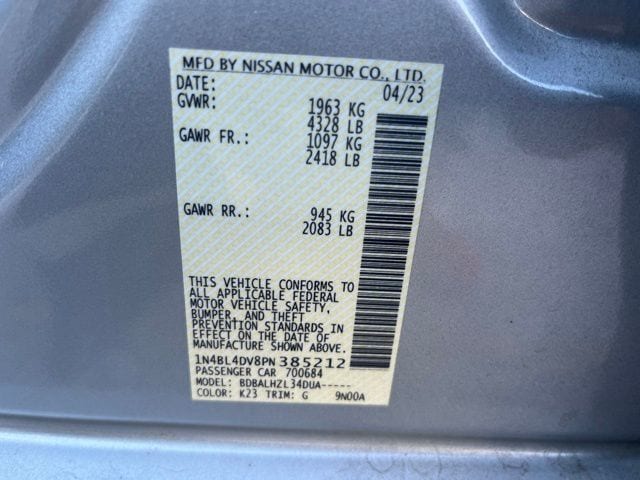 MFD BY NISSAN MOTOR CO., LTD.
DATE: 04/23
GVWR: 1963 KG
4328 LB
GAWR FR.: 1097 KG
2418 LB
GAWR RR.: 945 KG
2083 LB
THIS VEHICLE CONFORMS TO
ALL APPLICABLE FEDERAL
MOTOR VEHICLE SAFETY,
BUMPER, AND THEFT
PREVENTION STANDARDS IN
EFFECT ON THE DATE OF
MANUFACTURE SHOWN ABOVE.
1N4BL4DV8PN385212
PASSENGER CAR 700684
MODEL: BDBALHZL34DUA-----
COLOR: K23 TRIM: G 9N00A